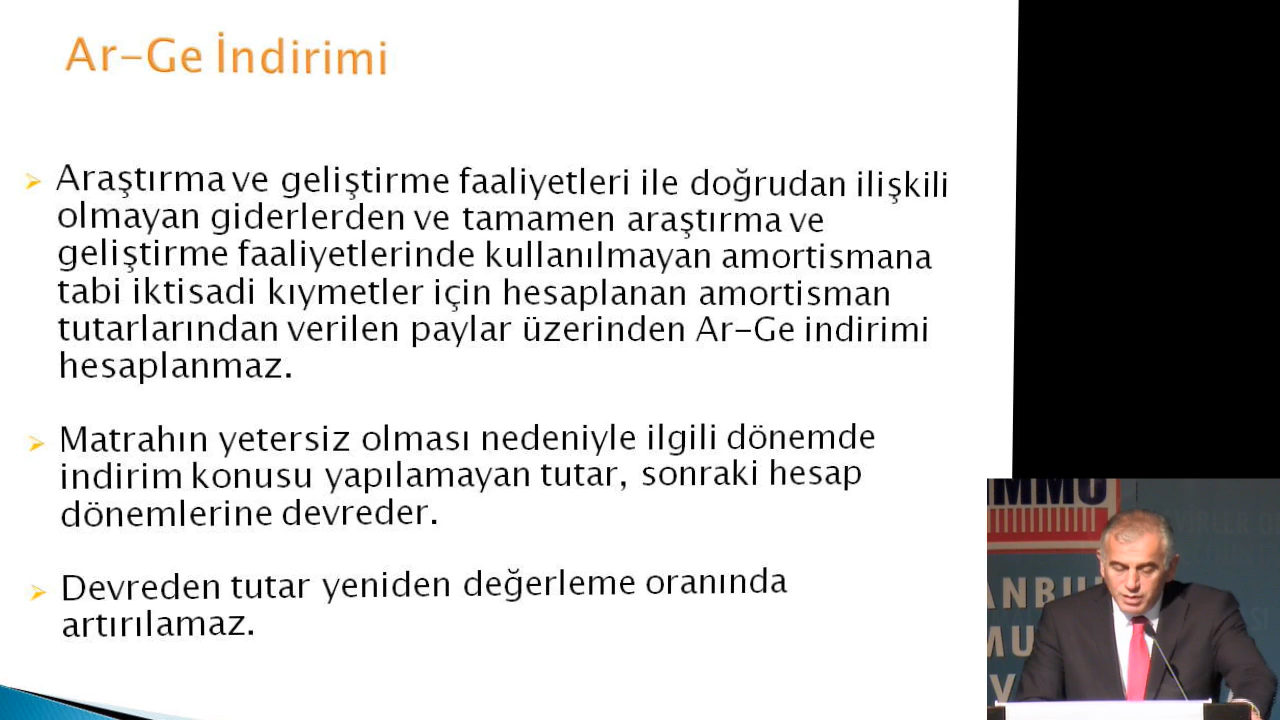 Ar-Ge İndirimi
Araştırma ve geliştirme faaliyetleri ile doğrudan ilişkili
olmayan giderlerden ve tamamen araştırma ve
geliştirme faaliyetlerinde kullanılmayan amortismana
tabi iktisadi kıymetler için hesaplanan amortisman
tutarlarından verilen paylar üzerinden Ar-Ge indirimi
hesaplanmaz.
Matrahın yetersiz olması nedeniyle ilgili dönemde
indirim konusu yapılamayan tutar, sonraki hesap
dönemlerine devreder.
Devreden tutar yeniden değerleme oranında
artırılamaz.